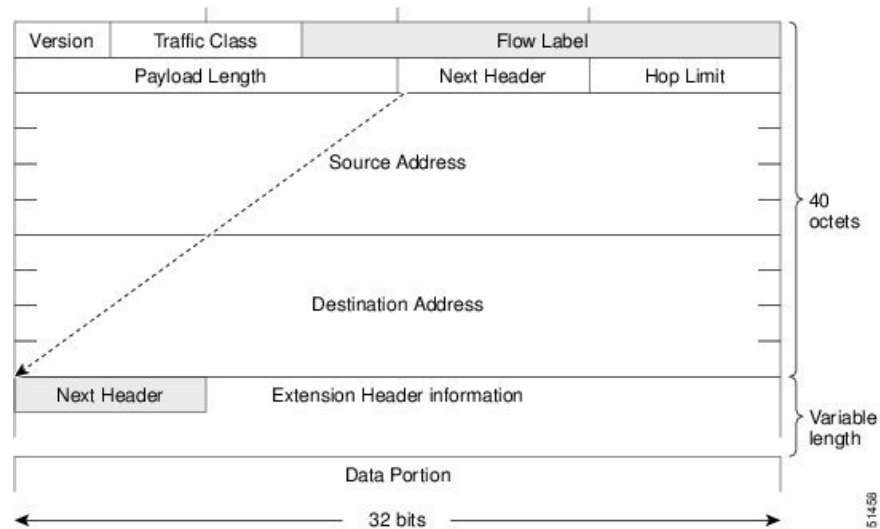 Version Traffic Class Flow Label
Payload Length Next Header Hop Limit
Source Address
40
octets
Destination Address
Next Header Extension Header information
Variable
length
Data Portion
32 bits
51458